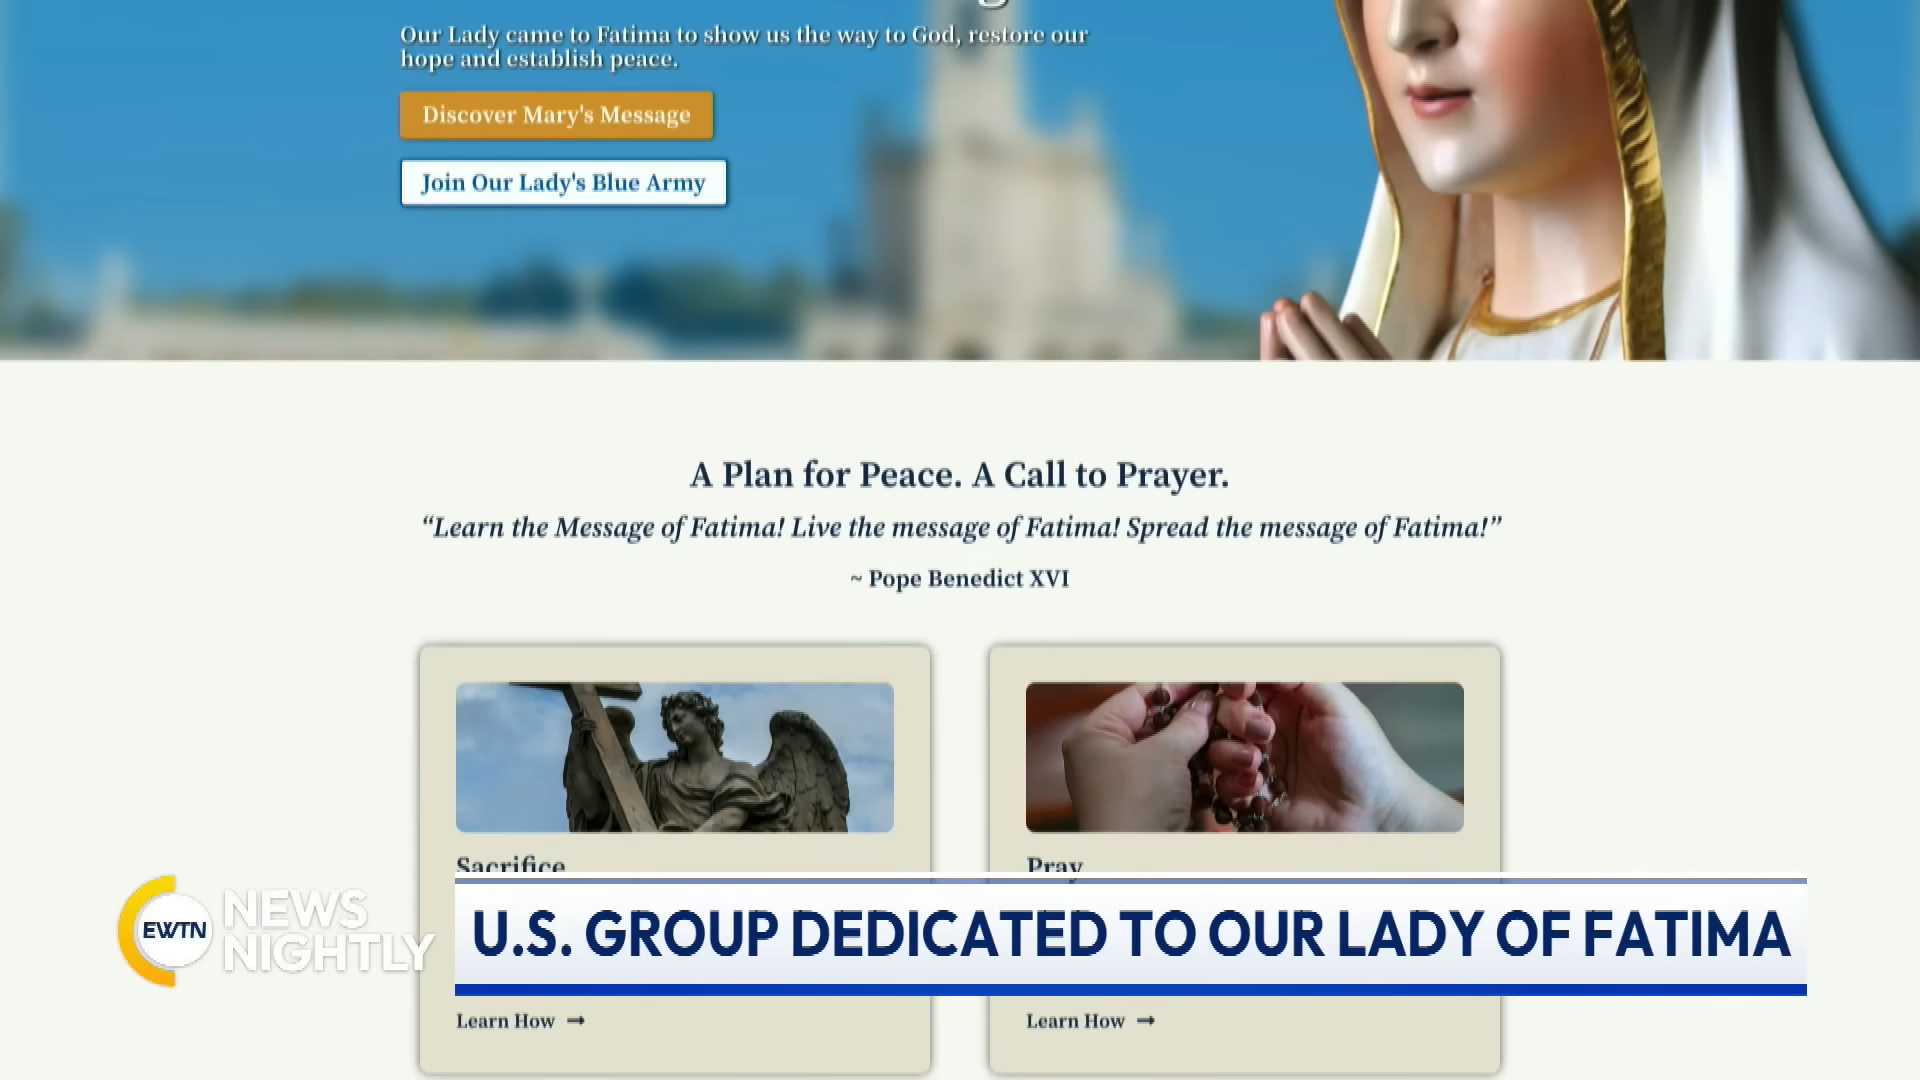 Our Lady came to Fatima to show us the way to God, restore our
hope and establish peace.
Discover Mary's Message
Join Our Lady's Blue Army
A Plan for Peace. A Call to Prayer.
“Learn the Message of Fatima! Live the message of Fatima! Spread the message of Fatima!”
~ Pope Benedict XVI
Sacrifice
Pray
EWTN
NEWS
NIGHTLY
U.S. GROUP DEDICATED TO OUR LADY OF FATIMA
Learn How →
Learn How →